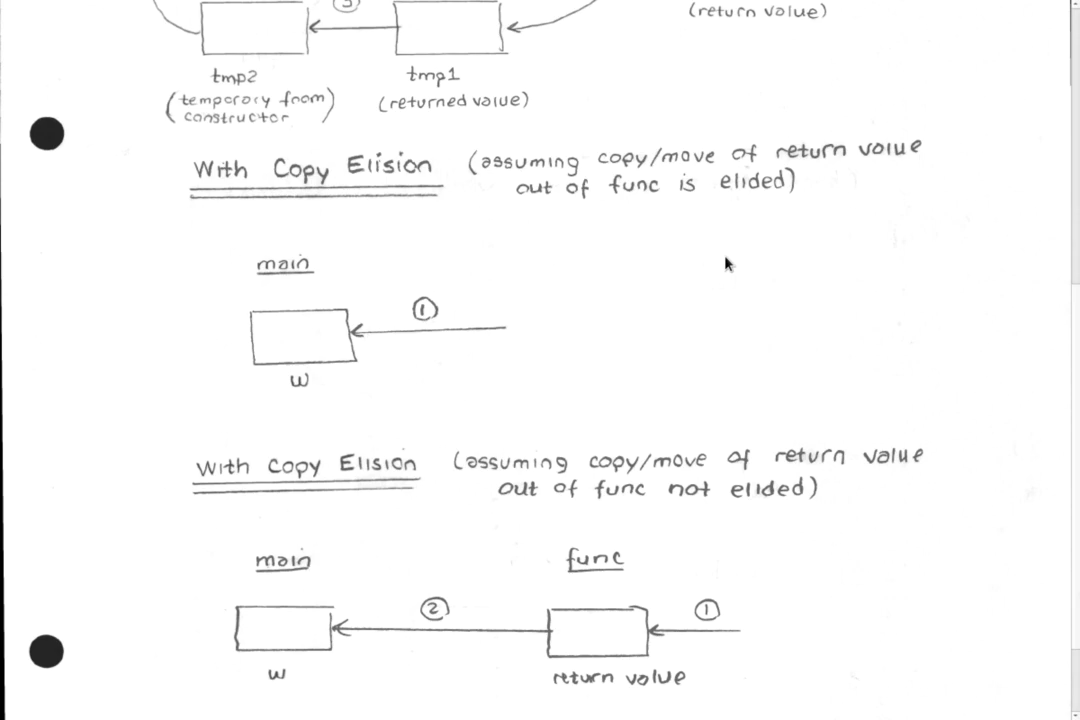 3
(return value)
tmp2
tmp1
(temporary from
constructor)
(returned value)
With Copy Elision (assuming copy/move of return value
out of func is elided)
main
1
w
With Copy Elision (assuming copy/move of return value
out of func not elided)
main
func
2
1
w
return value